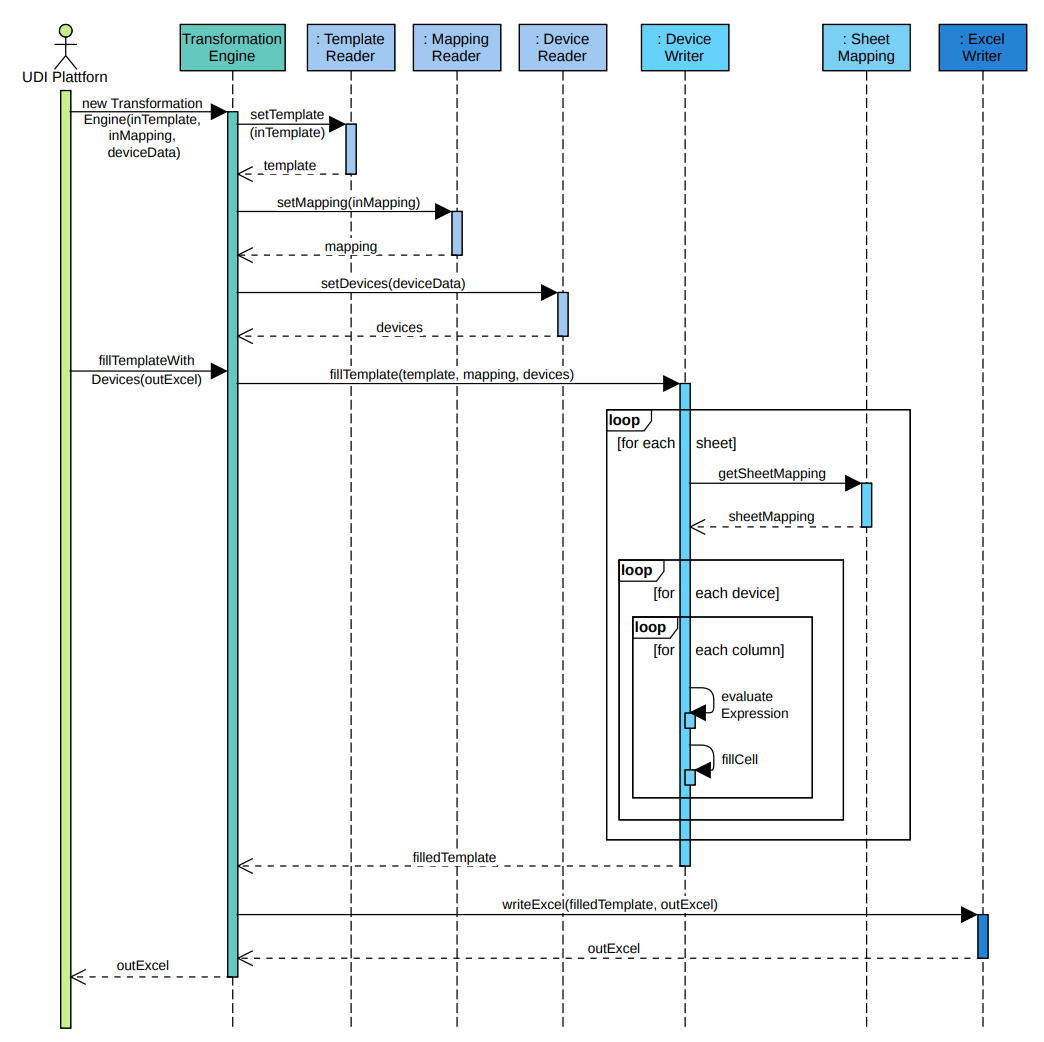 UDI Plattforn
Transformation
Engine
: Template
Reader
: Mapping
Reader
: Device
Reader
: Device
Writer
: Sheet
Mapping
: Excel
Writer
new Transformation
Engine(inTemplate,
inMapping,
deviceData)
setTemplate
(inTemplate)
template
setMapping(inMapping)
mapping
setDevices(deviceData)
devices
fillTemplateWith
Devices(outExcel)
fillTemplate(template, mapping, devices)
loop
[for each sheet]
getSheetMapping
sheetMapping
loop
[for each device]
loop
[for each column]
evaluate
Expression
fillCell
filledTemplate
writeExcel(filledTemplate, outExcel)
outExcel
outExcel